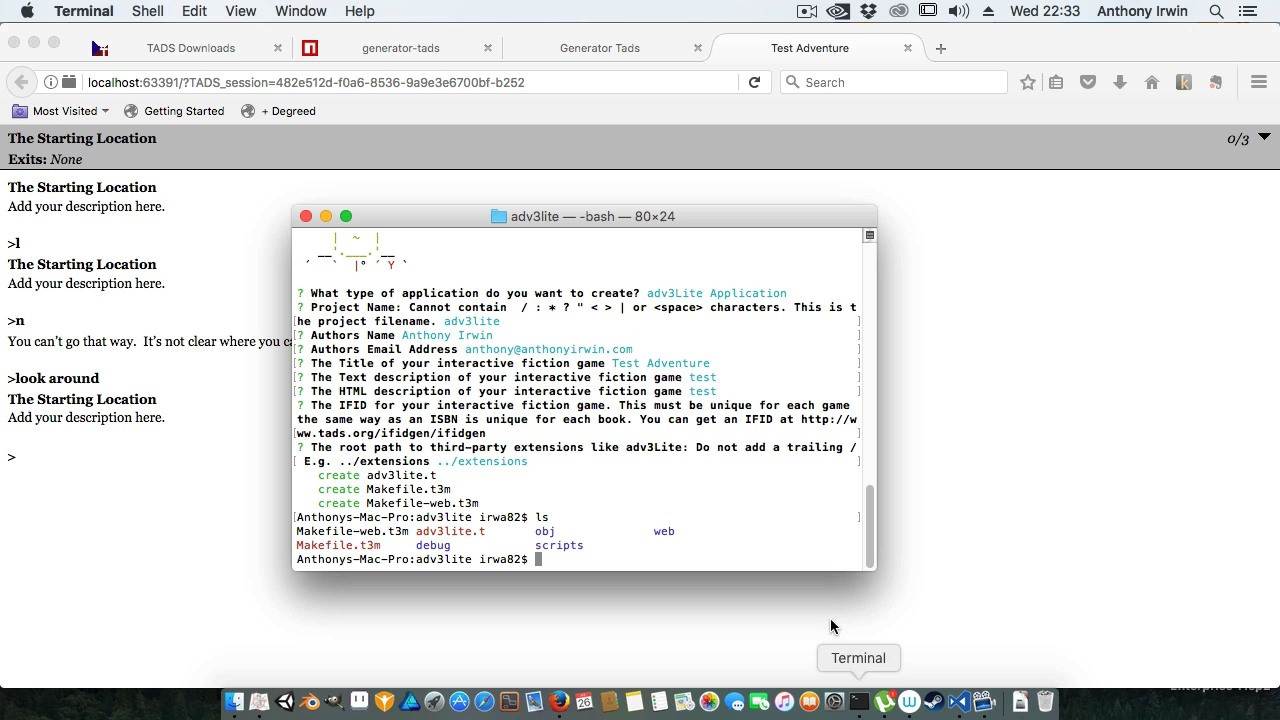 Terminal Shell Edit View Window Help Wed 22:33 Anthony Irwin
TADS Downloads generator-tads Generator Tads Test Adventure
localhost:63391/?TADS_session=482e512d-f0a6-8536-9a9e3e6700bf-b252 Search
Most Visited Getting Started + Degreed
The Starting Location 0/3
Exits: None
The Starting Location
Add your description here.
>l
The Starting Location
Add your description here.
>n
You can't go that way. It's not clear where you ca
>look around
The Starting Location
Add your description here.
>
adv3lite — -bash — 80×24
? What type of application do you want to create? adv3Lite Application
? Project Name: Cannot contain / : * ? " < > | or <space> characters. This is t
[he project filename. adv3lite ]
[? Authors Name Anthony Irwin ]
[? Authors Email Address anthony@anthonyirwin.com ]
[? The Title of your interactive fiction game Test Adventure ]
[? The Text description of your interactive fiction game test ]
[? The HTML description of your interactive fiction game test ]
? The IFID for your interactive fiction game. This must be unique for each game
the same way as an ISBN is unique for each book. You can get an IFID at http://w
[ww.tads.org/ifidgen/ifidgen ]
? The root path to third-party extensions like adv3Lite: Do not add a trailing /
[ E.g. ../extensions ../extensions ]
create adv3lite.t
create Makefile.t3m
create Makefile-web.t3m
[Anthonys-Mac-Pro:adv3lite irwa82$ ls ]
Makefile-web.t3m adv3lite.t obj web
Makefile.t3m debug scripts
Anthonys-Mac-Pro:adv3lite irwa82$
Terminal
26